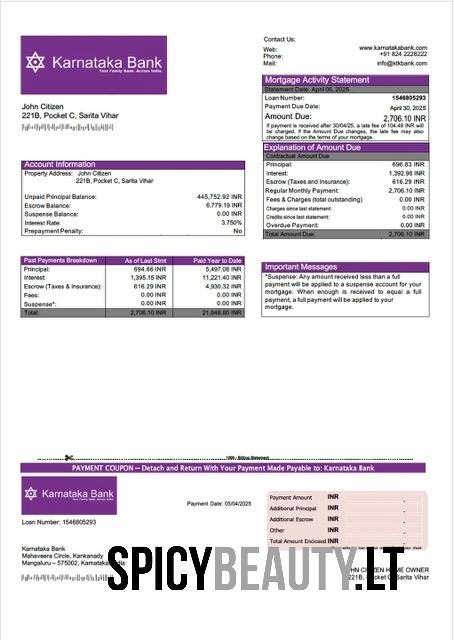 Karnataka Bank
Your Family Bank. Across India.
Contact Us:
Web: www.karnatakabank.com
Phone: +91 824 2228222
Mail: info@ktkbank.com
John Citizen
221B, Pocket C, Sarita Vihar
Mortgage Activity Statement
Statement Date: April 05, 2025
Loan Number: 1546805293
Payment Due Date: April 30, 2025
Amount Due: 2,706.10 INR
If payment is received after 30/04/25, a late fee of 104.49 INR will
be charged. If the Amount Due changes, the late fee may also
change based on the terms of your mortgage.
Explanation of Amount Due
Contractual Amount Due
Principal: 696.83 INR
Interest: 1,392.98 INR
Escrow (Taxes and Insurance): 616.29 INR
Regular Monthly Payment: 2,706.10 INR
Fees & Charges (total outstanding) 0.00 INR
Charges since last statement: 0.00 INR
Credits since last statement: 0.00 INR
Overdue Payment: 0.00 INR
Total Amount Due: 2,706.10 INR
Account Information
Property Address: John Citizen
221B, Pocket C, Sarita Vihar
Unpaid Principal Balance: 445,752.92 INR
Escrow Balance: 6,779.19 INR
Suspense Balance: 0.00 INR
Interest Rate: 3.750%
Prepayment Penalty: No
Past Payments Breakdown As of Last Stmt Paid Year to Date
Principal: 694.66 INR 5,497.08 INR
Interest: 1,395.15 INR 11,221.40 INR
Escrow (Taxes & Insurance): 616.29 INR 4,930.32 INR
Fees: 0.00 INR 0.00 INR
Suspense*: 0.00 INR 0.00 INR
Total: 2,706.10 INR 21,648.80 INR
Important Messages
*Suspense: Any amount received less than a full
payment will be applied to a suspense account for your
mortgage. When enough is received to equal a full
payment, a full payment will be applied to your
mortgage.
PAYMENT COUPON — Detach and Return With Your Payment Made Payable to: Karnataka Bank
Karnataka Bank
Your Family Bank. Across India.
Payment Date: 05/04/2025
Loan Number: 1546805293
Payment Amount INR
Additional Principal INR
Additional Escrow INR
Other INR
Total Amount Enclosed INR
Karnataka Bank
Mahaveera Circle, Kankanady
Mangaluru – 575002, Karnataka
HN CITIZEN HOME OWNER
221B, Pocket C, Sarita Vihar
SPICYBEAUTY.LT